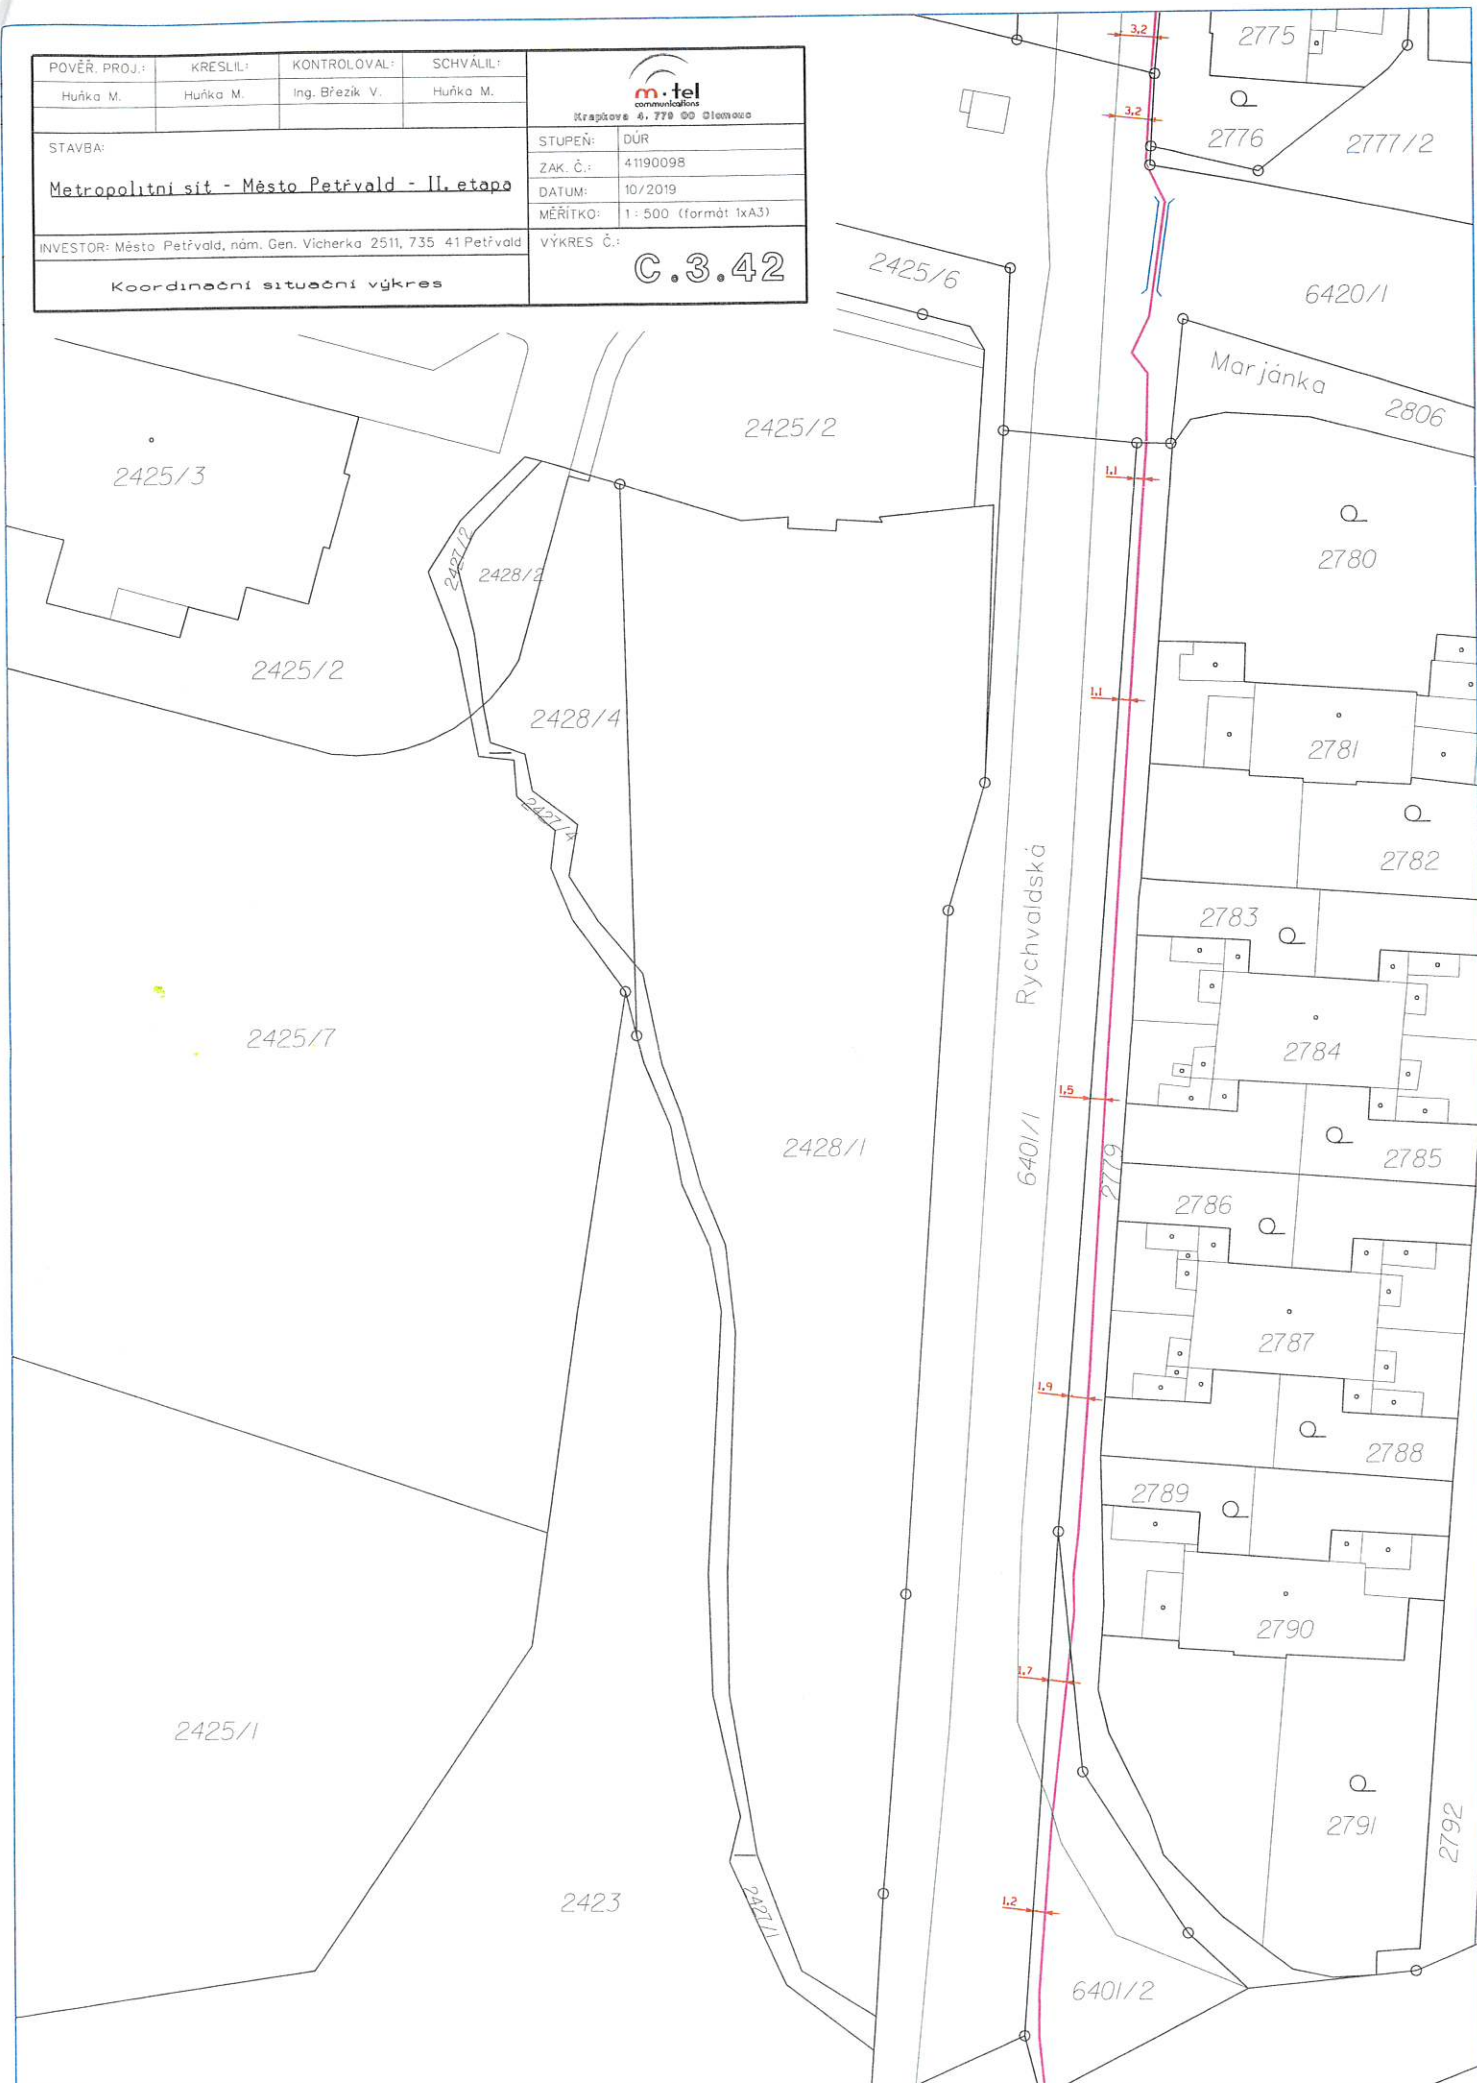 POVĚŘ. PROJ.: KRESLIL: KONTROLOVAL: SCHVÁLIL:
Huňka M. Huňka M. Ing. Březík V. Huňka M.
m·tel
communications
Krapkova 4, 779 00 Olomouc
STAVBA:
Metropolitní sít - Město Petřvald - II. etapa
STUPEŇ: DÚR
ZAK. Č.: 41190098
DATUM: 10/2019
MĚŘÍTKO: 1 : 500 (formát 1xA3)
INVESTOR: Město Petřvald, nám. Gen. Vicherka 2511, 735 41 Petřvald
Koordinační situační výkres
VÝKRES Č.:
C.3.42
3.2
2775
3.2
2776
2777/2
2425/6
6420/1
Marjánka
2806
2425/2
2425/3
1.1
2780
2427/2
2428/2
2425/2
1.1
2428/4
2781
2427/4
2782
Rychvaldská
2783
2425/7
2784
1.5
6401/1
2428/1
2779
2785
2786
2787
1.9
2788
2789
2790
1.7
2425/1
2791
2792
2423
2427/1
1.2
6401/2